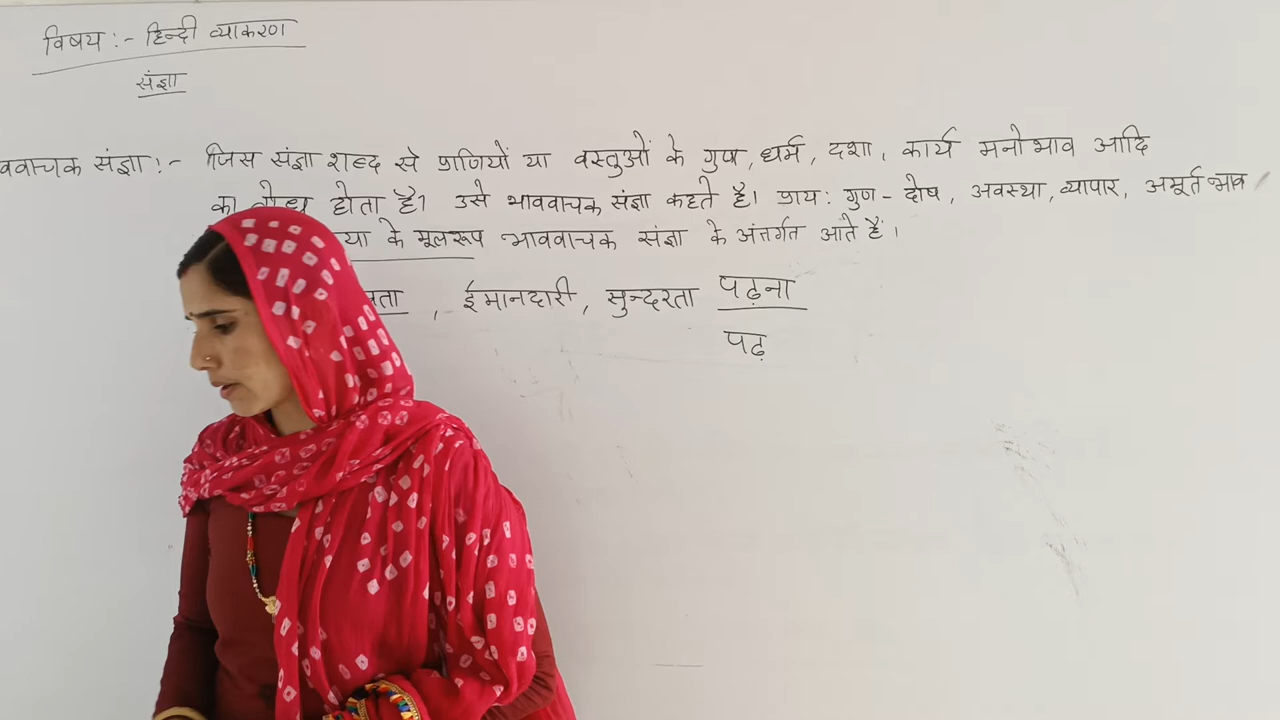 विषय :- हिन्दी व्याकरण
संज्ञा
ववाचक संज्ञा :- जिस संज्ञा शब्द से प्राणियों या वस्तुओं के गुण, धर्म, दशा, कार्य मनोभाव आदि
का बोध होता है। उसे भाववाचक संज्ञा कहते है। प्राय: गुण- दोष, अवस्था, व्यापार, अमूर्त भाव
या के मूलरूप भाववाचक संज्ञा के अंतर्गत आते हैं।
ता, ईमानदारी, सुन्दरता पढ़ना
पढ़